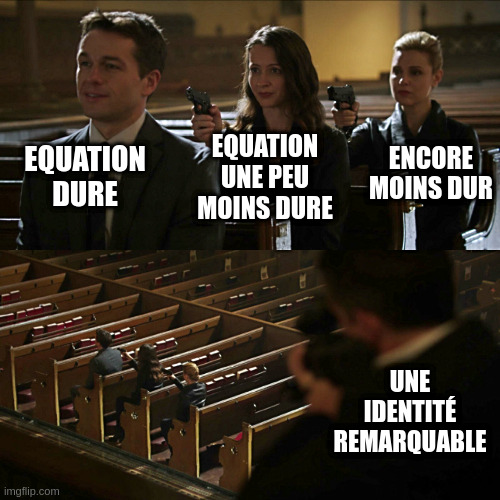 EQUATION
DURE
EQUATION
UNE PEU
MOINS DURE
ENCORE
MOINS DUR
UNE
IDENTITÉ
REMARQUABLE
imgflip.com